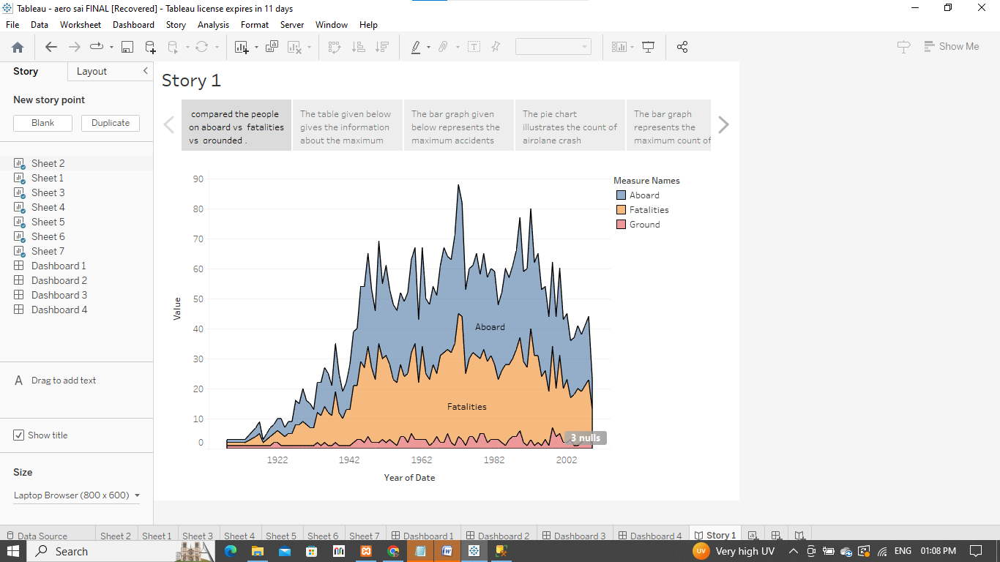 Tableau - aero sai FINAL [Recovered] - Tableau license expires in 11 days
File Data Worksheet Dashboard Story Analysis Format Server Window Help
Show Me
Story Layout
New story point
Blank Duplicate
Sheet 2
Sheet 1
Sheet 3
Sheet 4
Sheet 5
Sheet 6
Sheet 7
Dashboard 1
Dashboard 2
Dashboard 3
Dashboard 4
A Drag to add text
Show title
Size
Laptop Browser (800 x 600)
Story 1
compared the people
on aboard vs fatalities
vs grounded .
The table given below
gives the information
about the maximum
The bar graph given
below represents the
maximum accidents
The pie chart
illustrates the count of
airplane crash
The bar graph
represents the
maximum count of
90
80
70
60
50
40
30
20
10
0
Value
Aboard
Fatalities
3 nulls
1922 1942 1962 1982 2002
Year of Date
Measure Names
Aboard
Fatalities
Ground
Data Source Sheet 2 Sheet 1 Sheet 3 Sheet 4 Sheet 5 Sheet 6 Sheet 7 Dashboard 1 Dashboard 2 Dashboard 3 Dashboard 4 Story 1
Search UV Very high UV ENG 01:08 PM